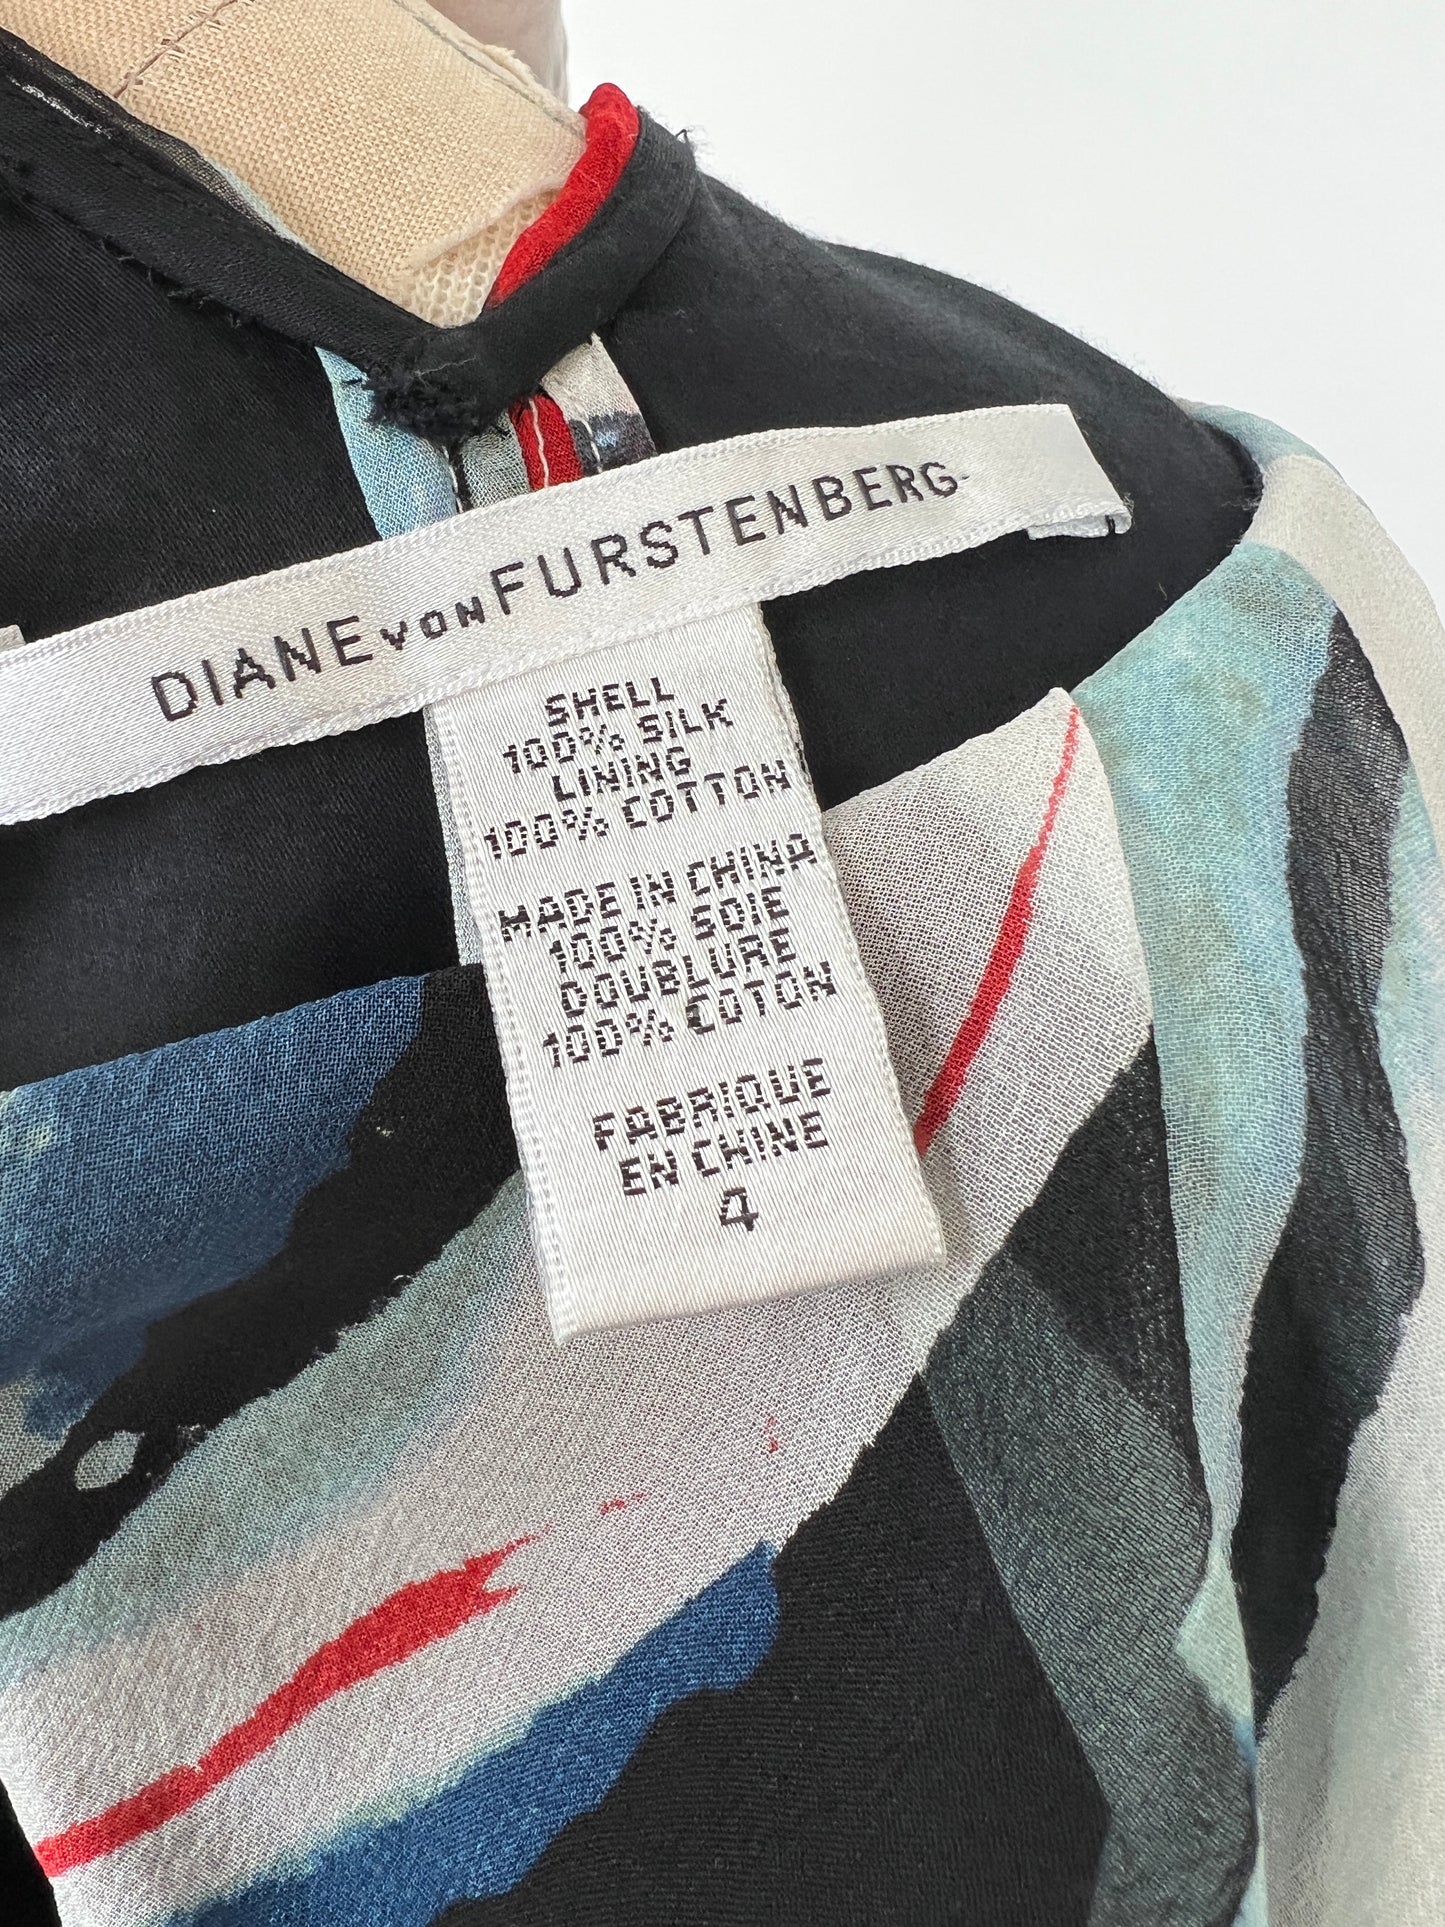 DIANE VON FURSTENBERG
SHELL
100% SILK
LINING
100% COTTON
MADE IN CHINA
100% SOIE
DOUBLURE
100% COTON
FABRIQUE
EN CHINE
4